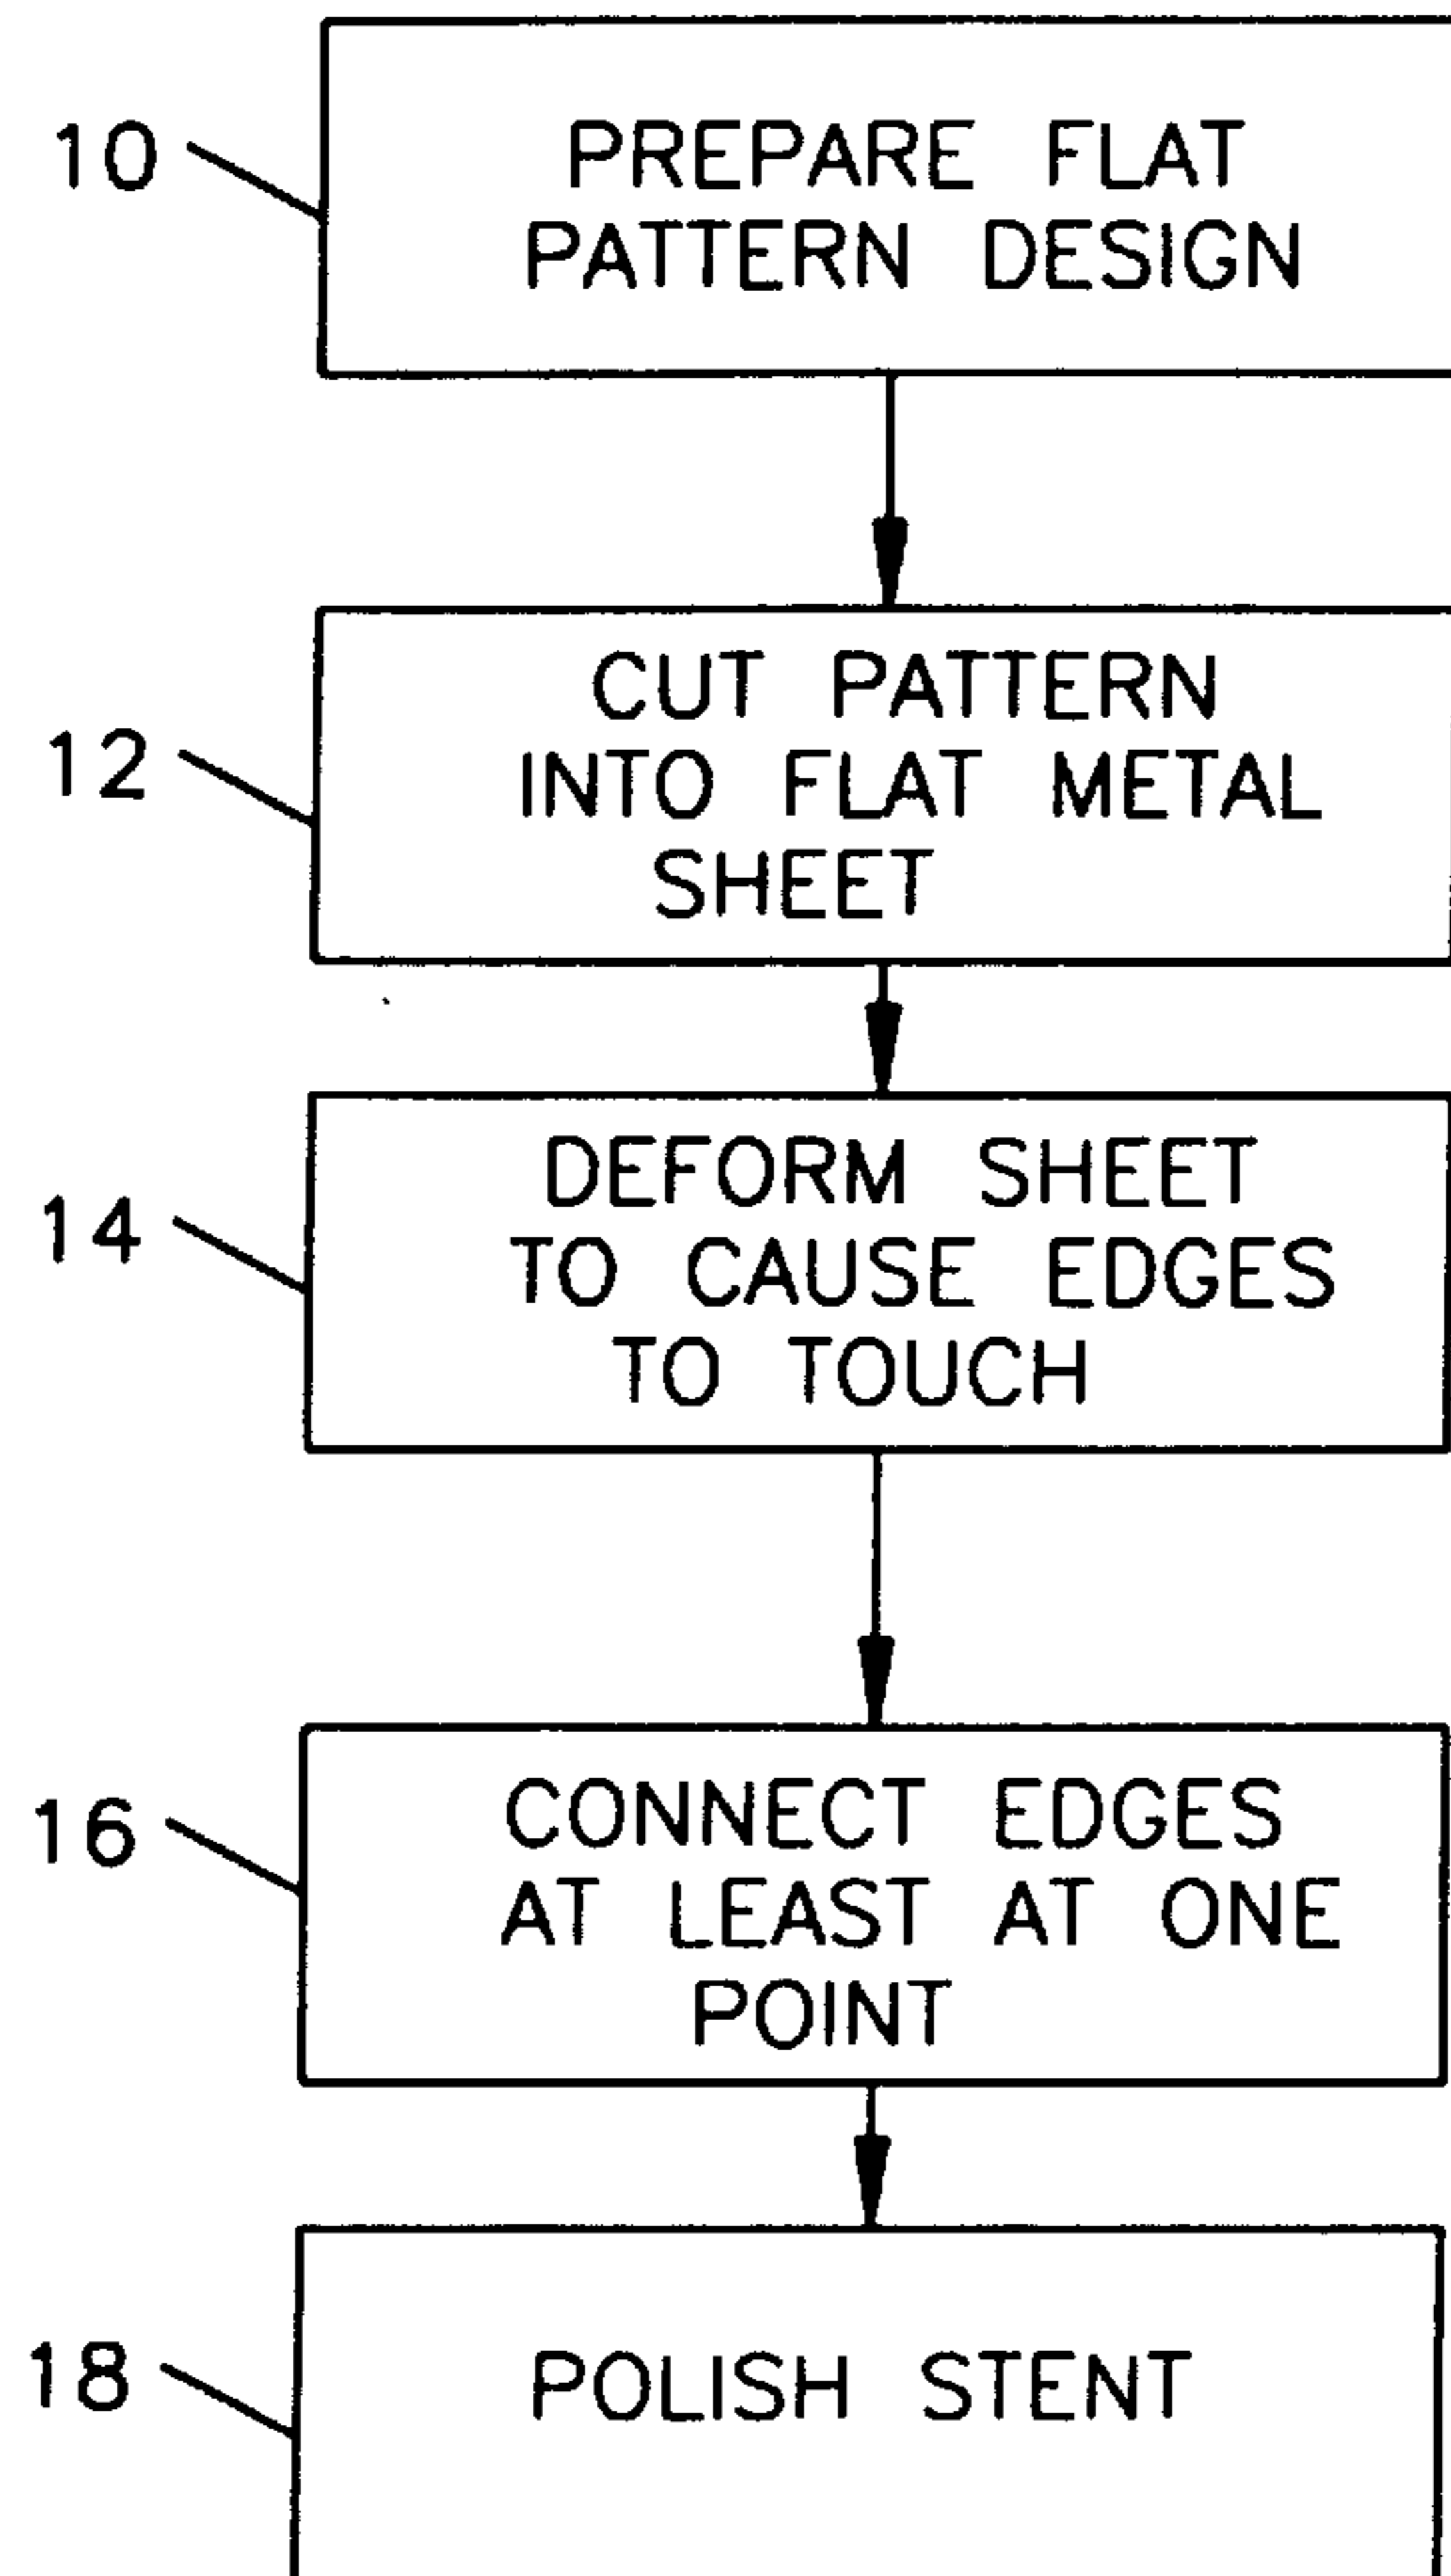 10
PREPARE FLAT
PATTERN DESIGN
12
CUT PATTERN
INTO FLAT METAL
SHEET
14
DEFORM SHEET
TO CAUSE EDGES
TO TOUCH
16
CONNECT EDGES
AT LEAST AT ONE
POINT
18
POLISH STENT